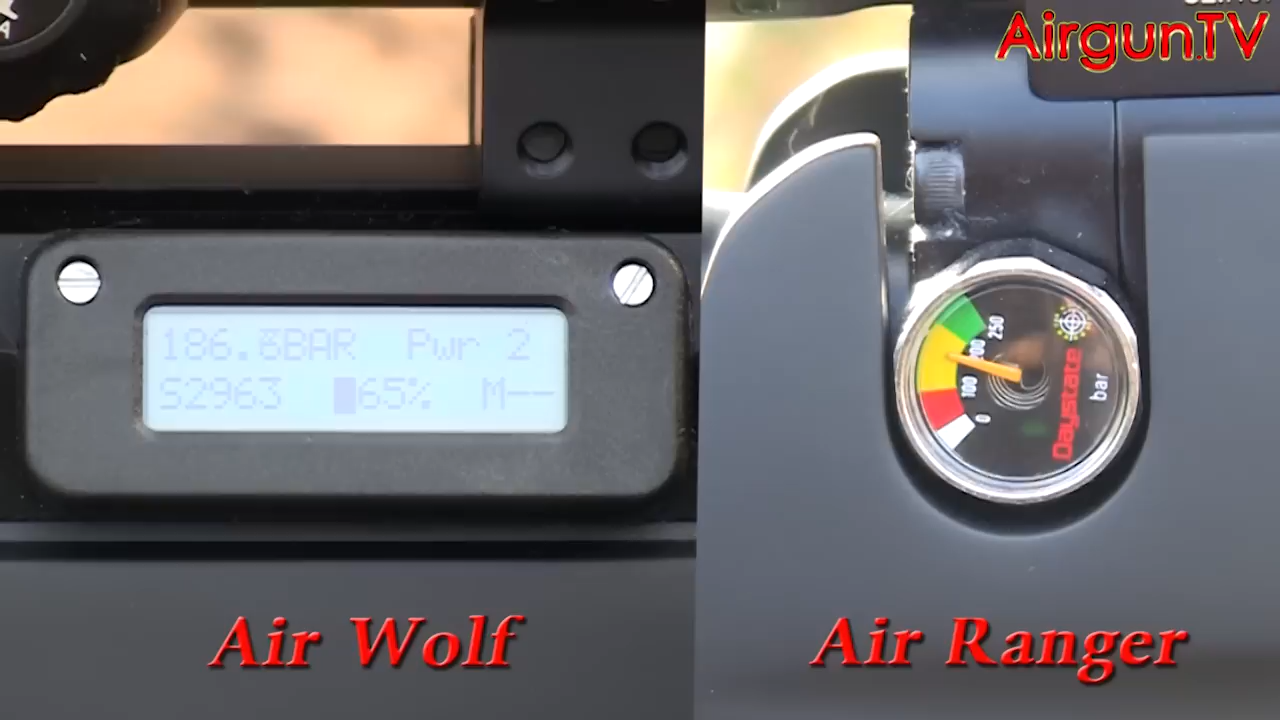 AirgunTV
A
186.8BAR Pwr 2
S2963 65% M--
250
200
100
0
Daystate
bar
Air Wolf
Air Ranger